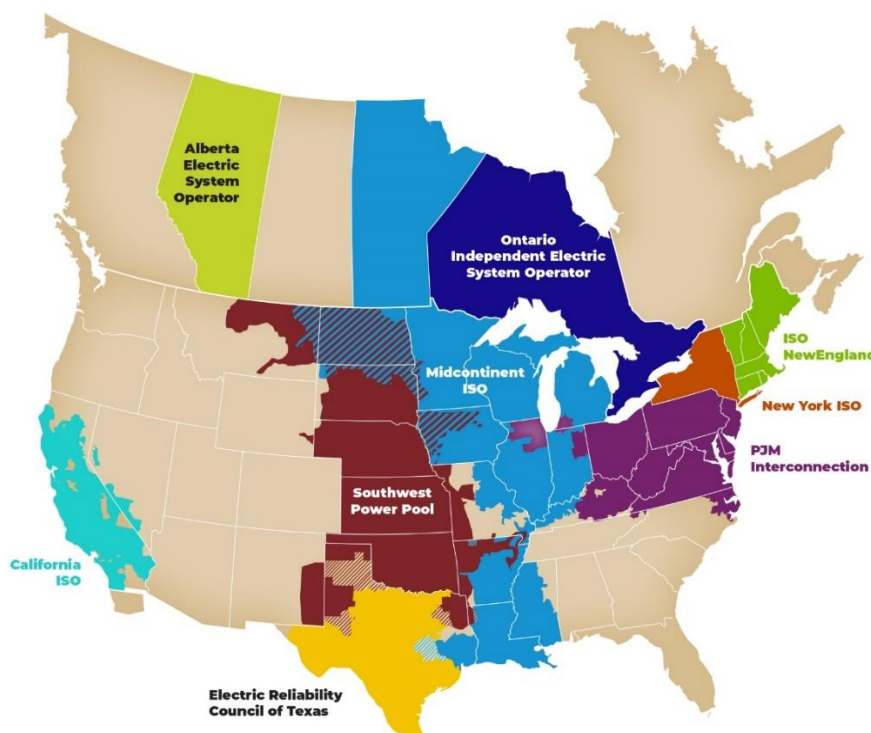 Alberta
Electric
System
Operator
Ontario
Independent Electric
System Operator
ISO
NewEngland
Midcontinent
ISO
New York ISO
PJM
Interconnection
Southwest
Power Pool
California
ISO
Electric Reliability
Council of Texas